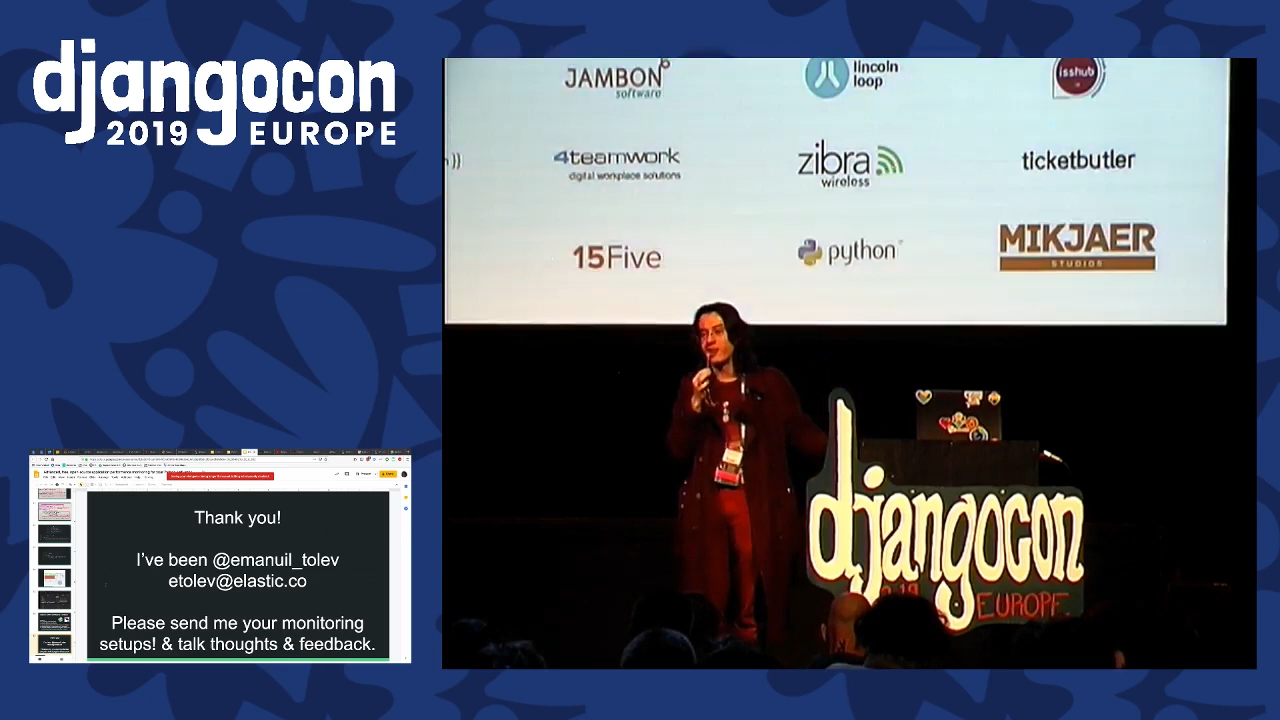 djangocon
2019 EUROPE
JAMBON
software
lincoln
loop
isshub
4teamwork
digital workplace solutions
zibra
wireless
ticketbutler
15Five
python
MIKJAER
STUDIOS
djangocon
EUROPE
Thank you!
I've been @emanuil_tolev
etolev@elastic.co
Please send me your monitoring
setups! & talk thoughts & feedback.